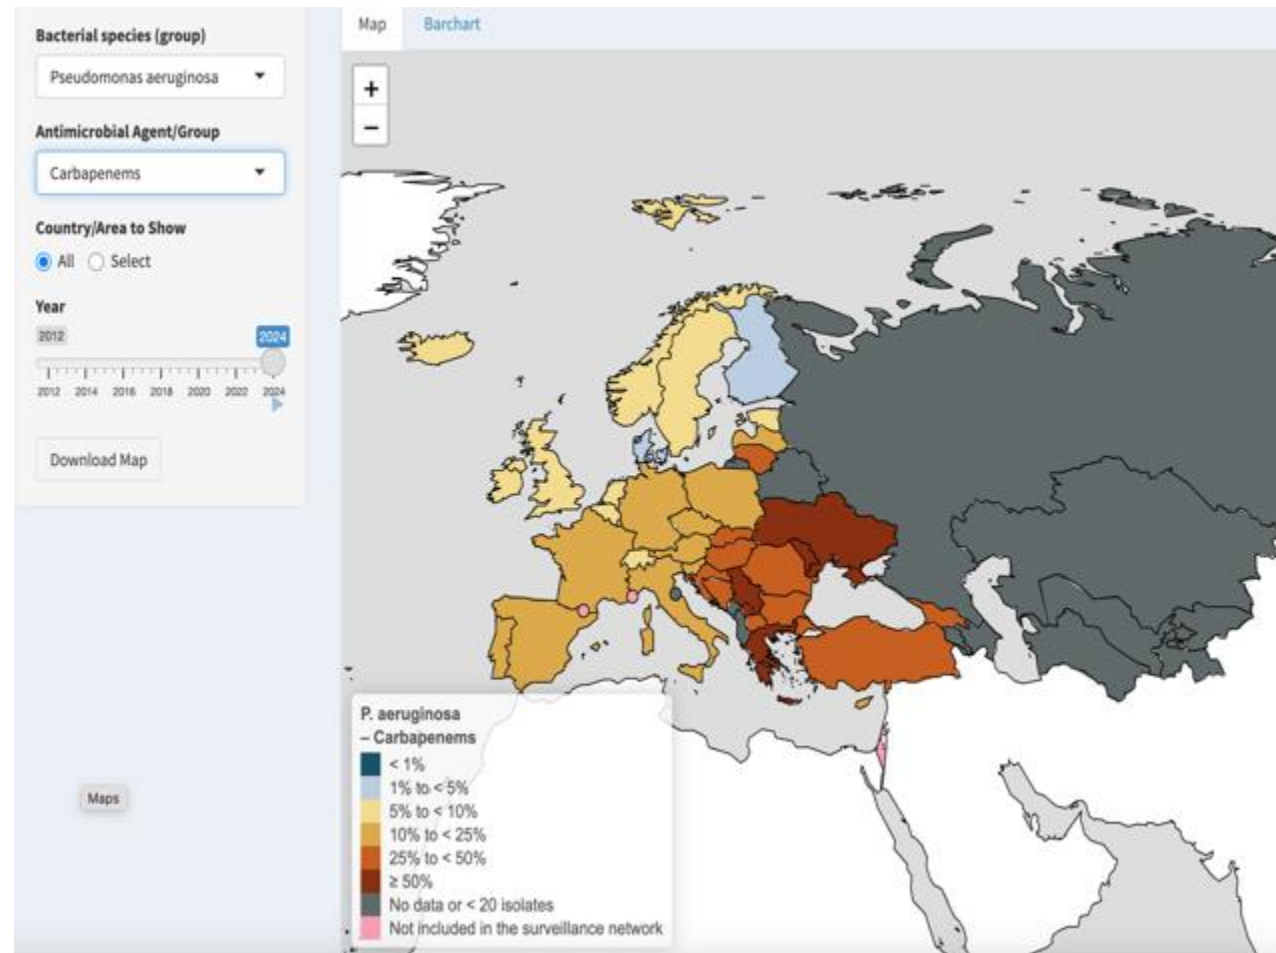 Bacterial species (group)
Pseudomonas aeruginosa
Antimicrobial Agent/Group
Carbapenems
Country/Area to Show
All Select
Year
2012 2024
2012 2014 2016 2018 2020 2022 2024
Download Map
Maps
Map Barchart
+
−
P. aeruginosa
– Carbapenems
< 1%
1% to < 5%
5% to < 10%
10% to < 25%
25% to < 50%
≥ 50%
No data or < 20 isolates
Not included in the surveillance network